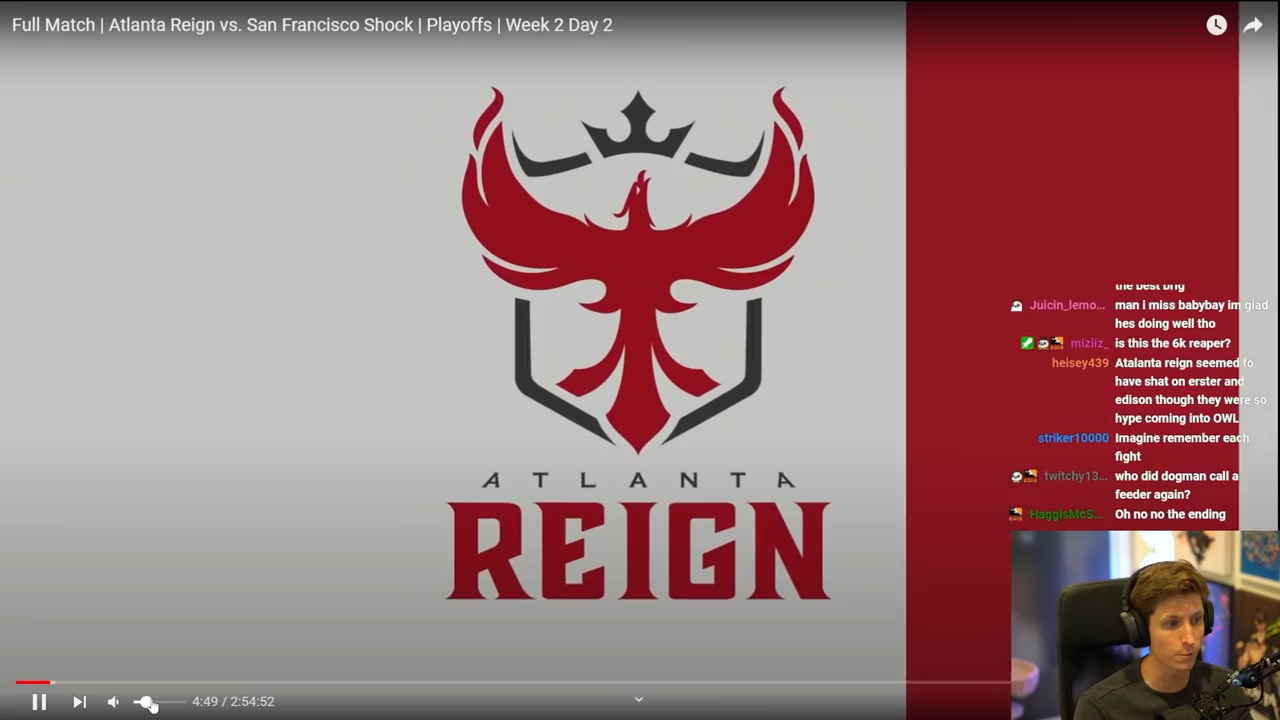 Full Match | Atlanta Reign vs. San Francisco Shock | Playoffs | Week 2 Day 2
ATLANTA
REIGN
the best brig
Juicin_lemo... man i miss babybay im glad
hes doing well tho
mizliz_ is this the 6k reaper?
heisey439 Atalanta reign seemed to
have shat on erster and
edison though they were so
hype coming into OWL
striker10000 Imagine remember each
fight
twitchy13... who did dogman call a
feeder again?
HaggisMcS... Oh no no the ending
4:49 / 2:54:52